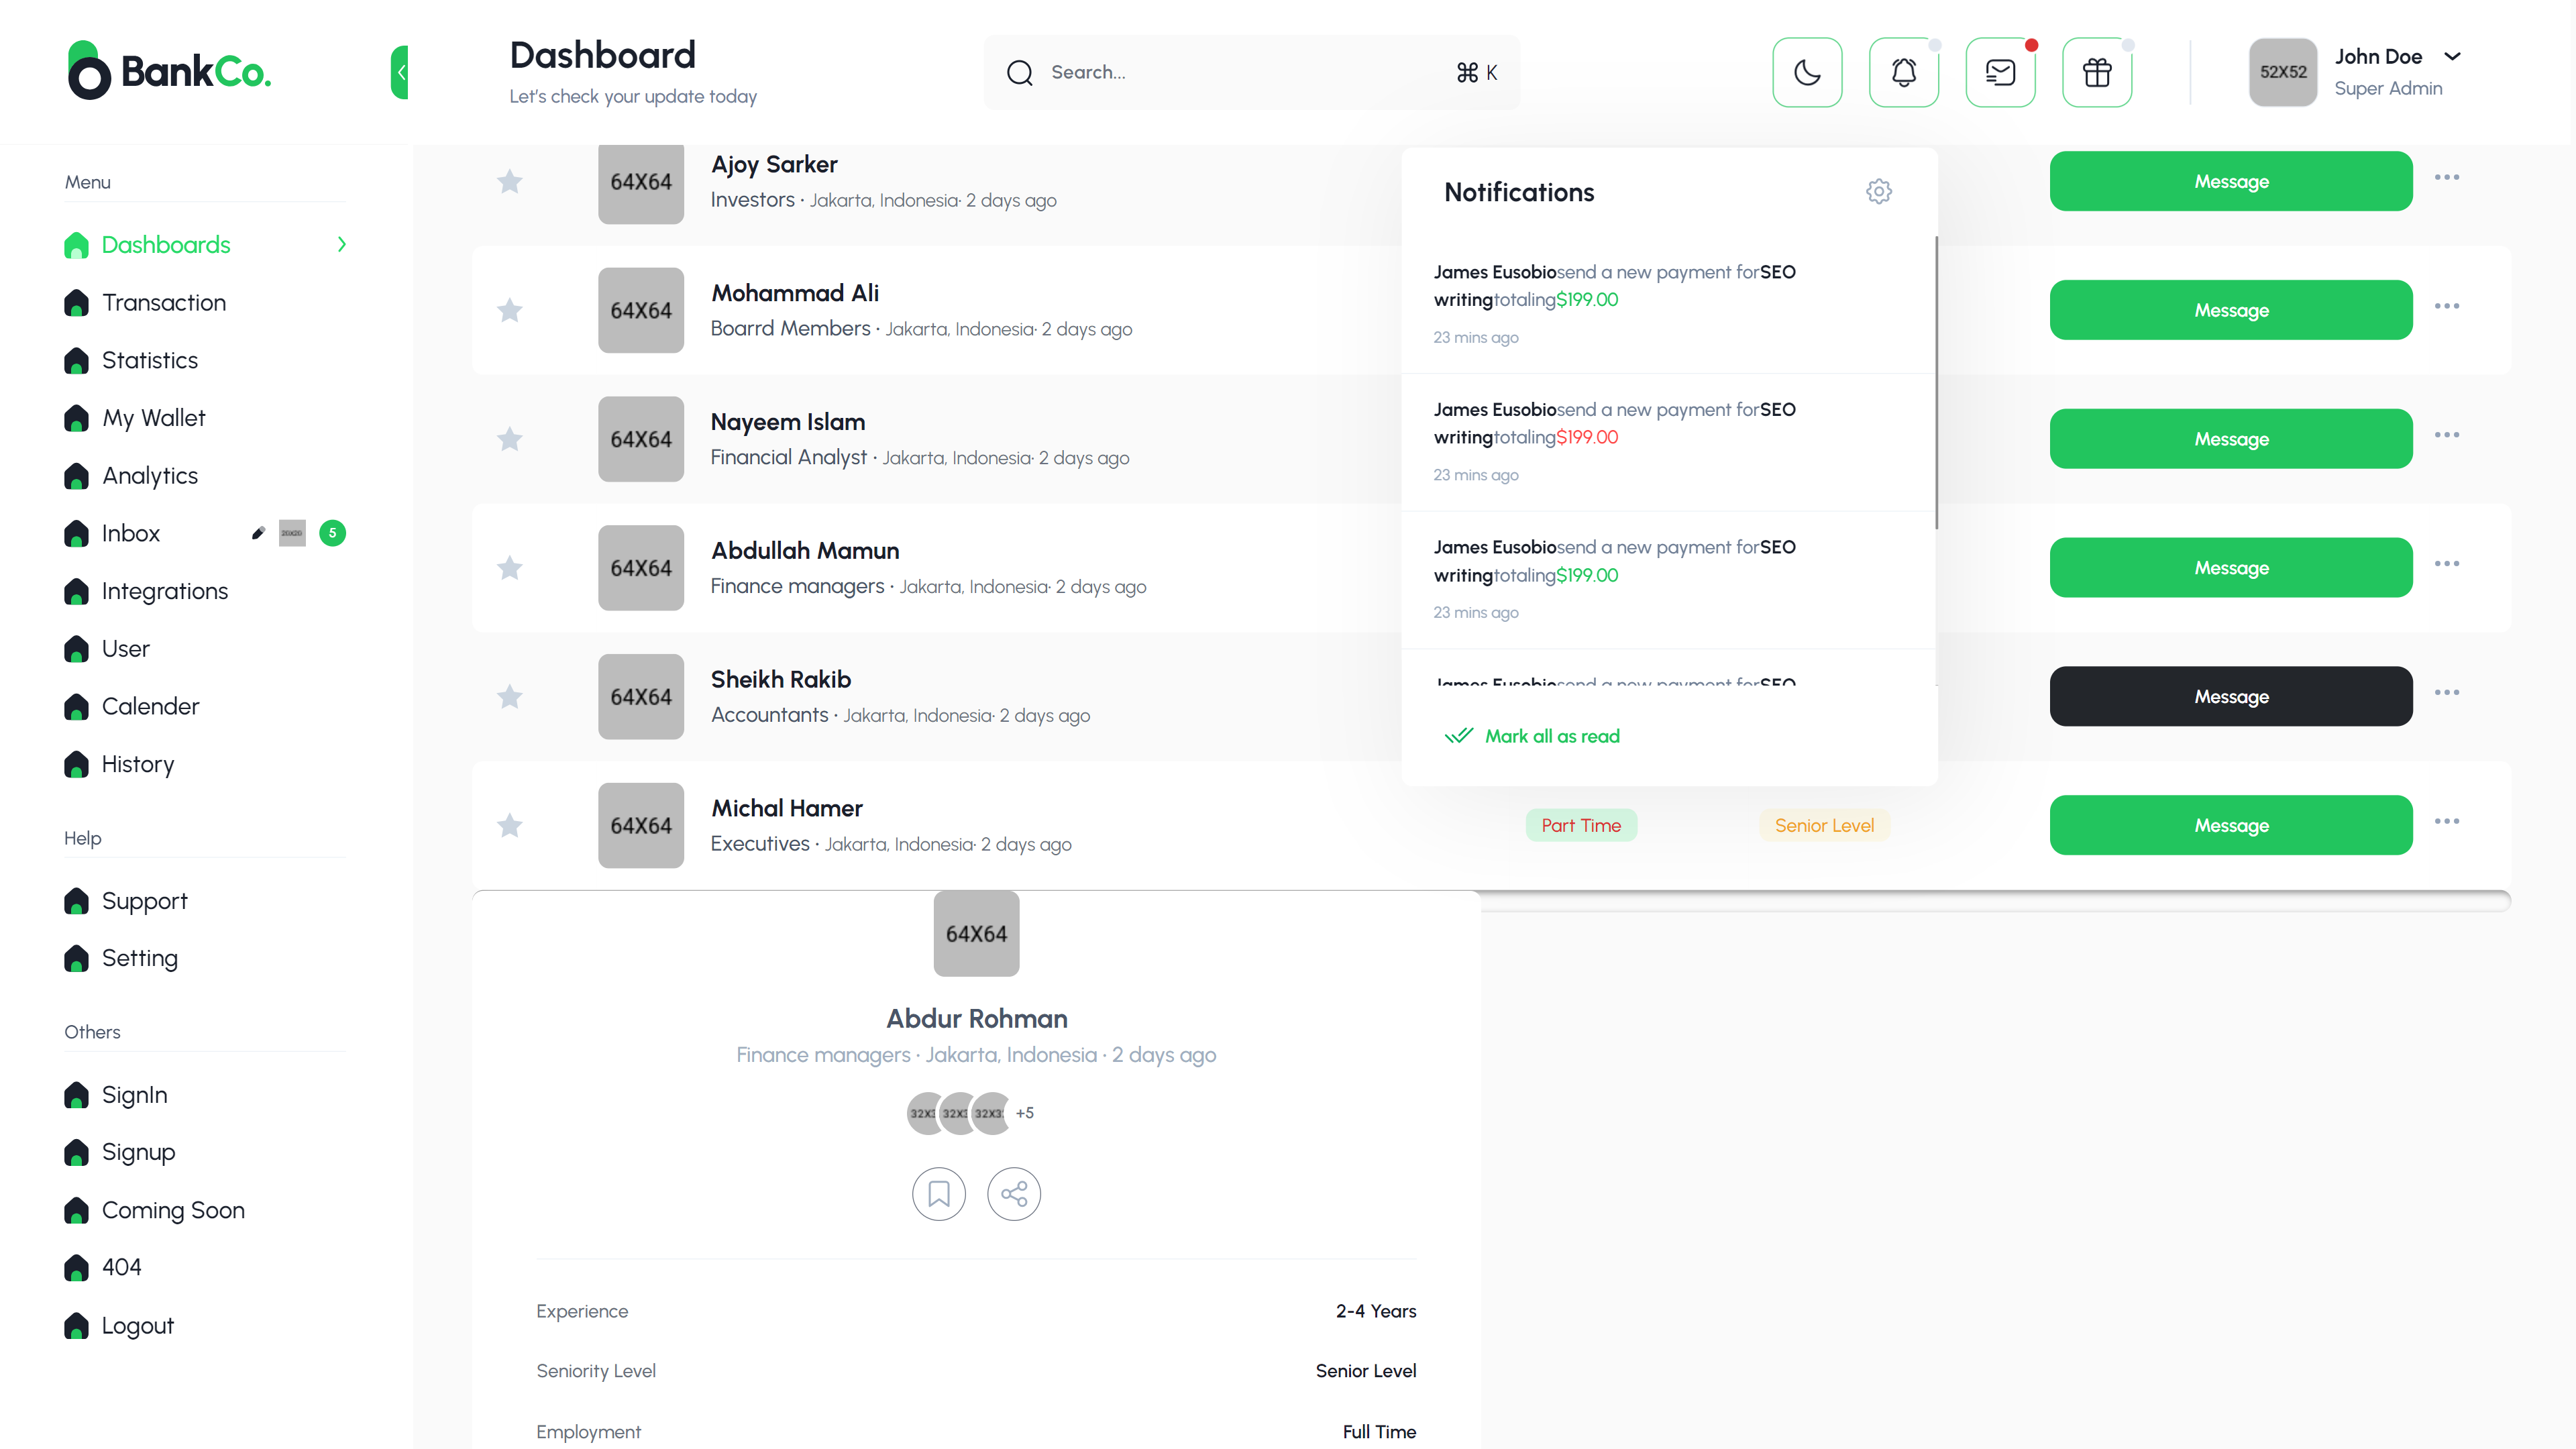 BankCo.
Dashboard
Let's check your update today
Search...
⌘ K
52X52
John Doe
Super Admin
Menu
Dashboards
Transaction
Statistics
My Wallet
Analytics
Inbox
5
Integrations
User
Calender
History
Help
Support
Setting
Others
SignIn
Signup
Coming Soon
404
Logout
64X64
Ajoy Sarker
Investors · Jakarta, Indonesia· 2 days ago
Message
64X64
Mohammad Ali
Boarrd Members · Jakarta, Indonesia· 2 days ago
Message
64X64
Nayeem Islam
Financial Analyst · Jakarta, Indonesia· 2 days ago
Message
64X64
Abdullah Mamun
Finance managers · Jakarta, Indonesia· 2 days ago
Message
64X64
Sheikh Rakib
Accountants · Jakarta, Indonesia· 2 days ago
Message
64X64
Michal Hamer
Executives · Jakarta, Indonesia· 2 days ago
Part Time
Senior Level
Message
Notifications
James Eusobiosend a new payment forSEO
writingtotaling$199.00
23 mins ago
James Eusobiosend a new payment forSEO
writingtotaling$199.00
23 mins ago
James Eusobiosend a new payment forSEO
writingtotaling$199.00
23 mins ago
James Eusobiosend a new payment forSEO
Mark all as read
64X64
Abdur Rohman
Finance managers · Jakarta, Indonesia · 2 days ago
32X3 32X3 32X3 +5
Experience 2-4 Years
Seniority Level Senior Level
Employment Full Time